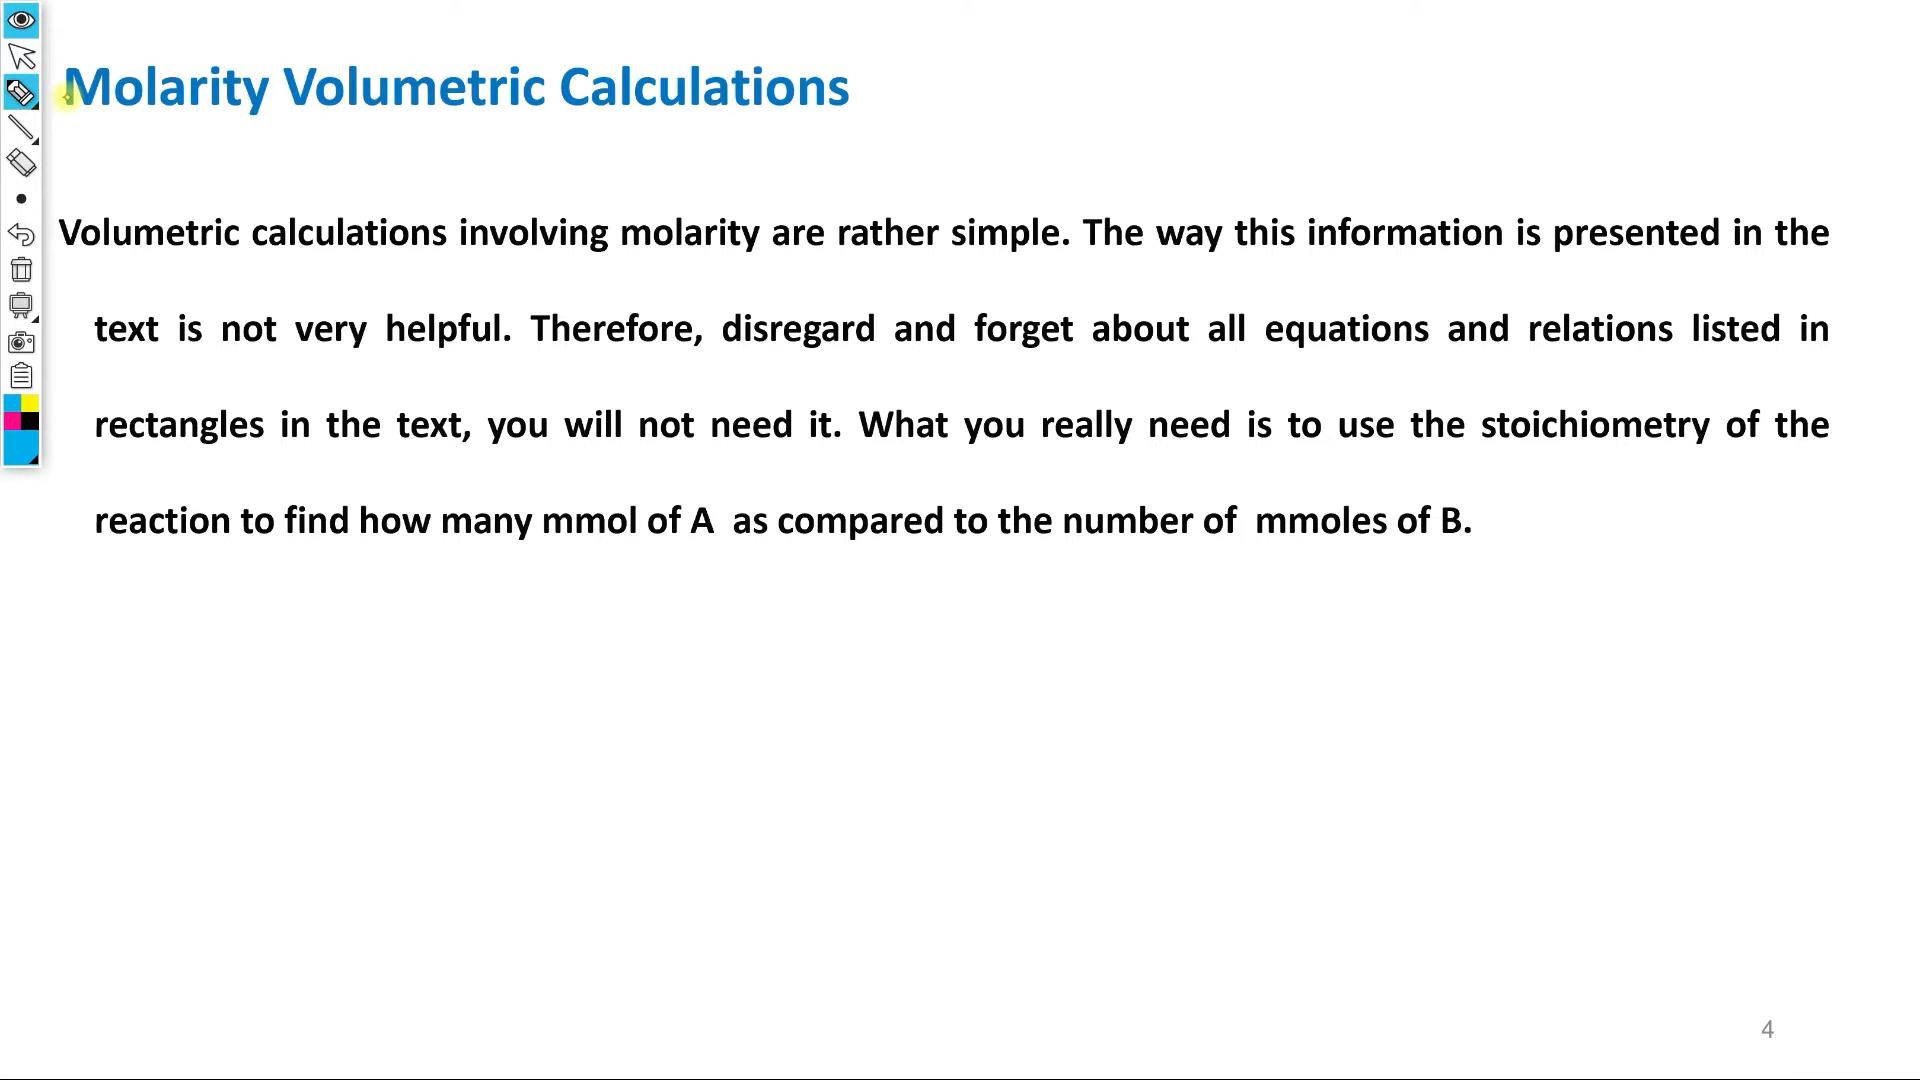 Molarity Volumetric Calculations
Volumetric calculations involving molarity are rather simple. The way this information is presented in the
text is not very helpful. Therefore, disregard and forget about all equations and relations listed in
rectangles in the text, you will not need it. What you really need is to use the stoichiometry of the
reaction to find how many mmol of A as compared to the number of mmoles of B.
4